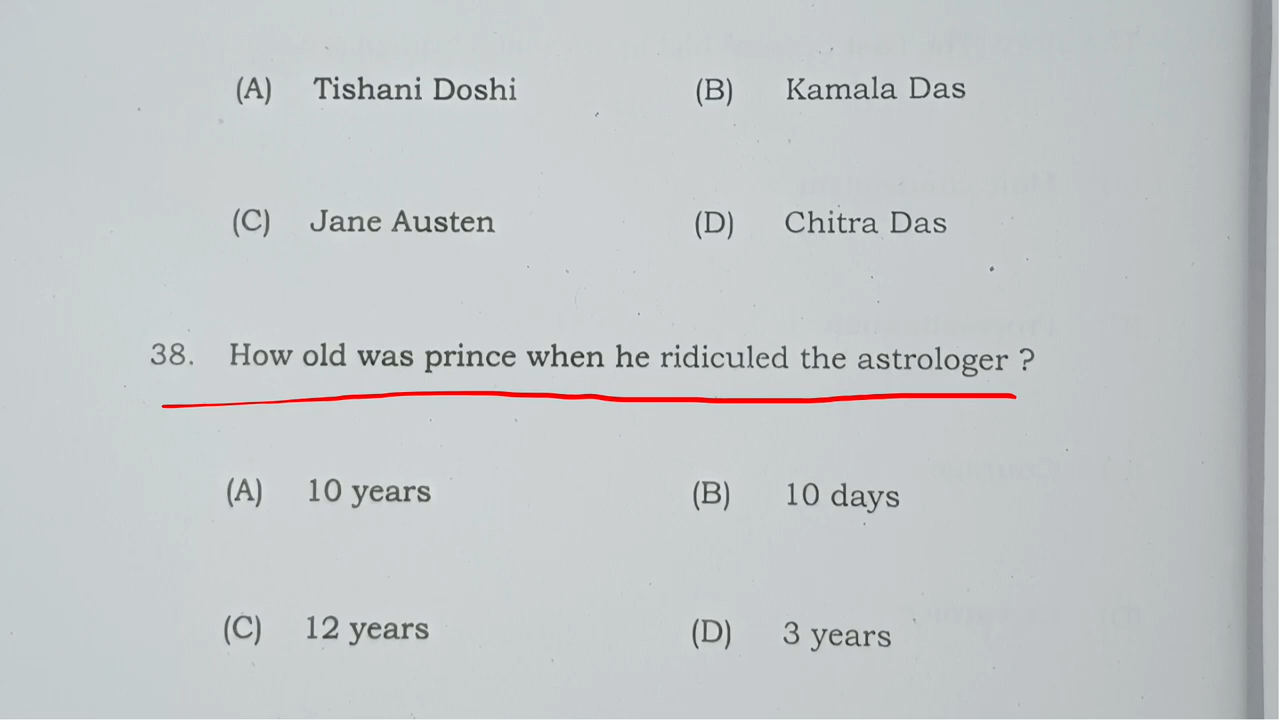 (A) Tishani Doshi (B) Kamala Das
(C) Jane Austen (D) Chitra Das
38. How old was prince when he ridiculed the astrologer ?
(A) 10 years (B) 10 days
(C) 12 years (D) 3 years